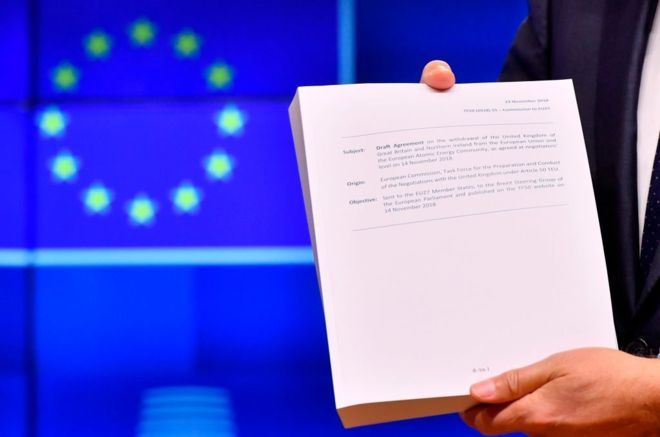 14 November 2018
TF50 (2018) 55 – Commission to EU27
Subject: Draft Agreement on the withdrawal of the United Kingdom of
Great Britain and Northern Ireland from the European Union and
the European Atomic Energy Community, as agreed at negotiators'
level on 14 November 2018.
Origin: European Commission, Task Force for the Preparation and Conduct
of the Negotiations with the United Kingdom under Article 50 TEU.
Objective: Sent to the EU27 Member States, to the Brexit Steering Group of
the European Parliament and published on the TF50 website on
14 November 2018.